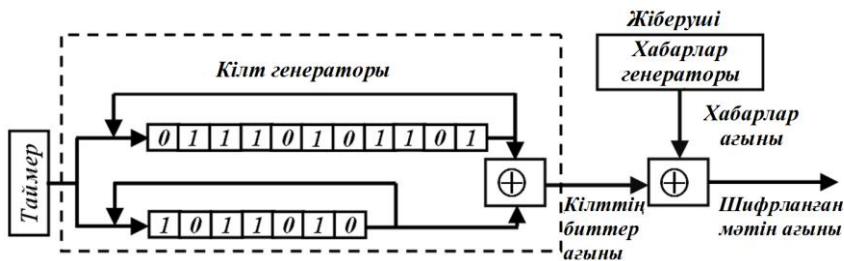 Жіберуші
Хабарлар
генераторы
Кілт генераторы
Хабарлар
ағыны
Таймер
0 1 1 1 0 1 0 1 1 0 1
1 0 1 1 0 1 0
Кілттің
биттер
ағыны
Шифрланған
мәтін ағыны